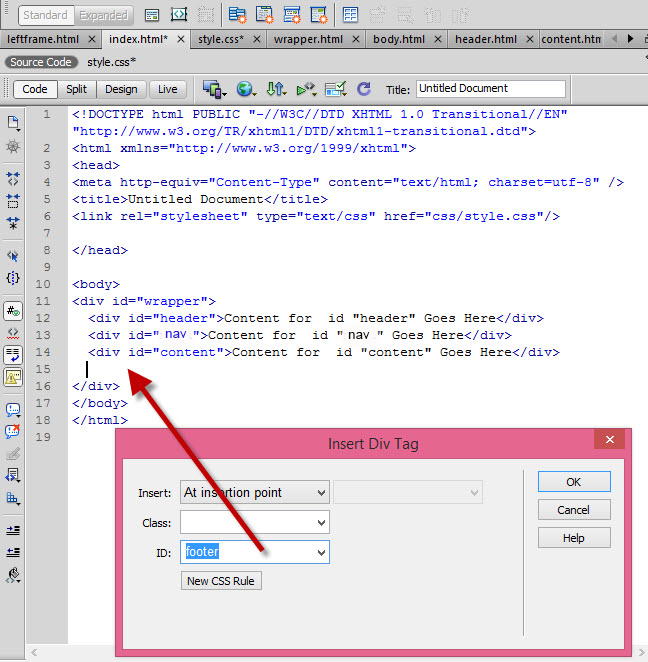 Standard Expanded
leftframe.html × index.html* × style.css* × wrapper.html × body.html × header.html × content.htm
Source Code style.css*
Code Split Design Live Title: Untitled Document
1 <!DOCTYPE html PUBLIC "-//W3C//DTD XHTML 1.0 Transitional//EN"
"http://www.w3.org/TR/xhtml1/DTD/xhtml1-transitional.dtd">
2 <html xmlns="http://www.w3.org/1999/xhtml">
3 <head>
4 <meta http-equiv="Content-Type" content="text/html; charset=utf-8" />
5 <title>Untitled Document</title>
6 <link rel="stylesheet" type="text/css" href="css/style.css"/>
7
8 </head>
9
10 <body>
11 <div id="wrapper">
12 <div id="header">Content for  id "header" Goes Here</div>
13 <div id=" nav ">Content for  id " nav " Goes Here</div>
14 <div id="content">Content for  id "content" Goes Here</div>
15
16 </div>
17 </body>
18 </html>
19
Insert Div Tag ×
Insert: At insertion point OK
Class: Cancel
ID: footer Help
New CSS Rule